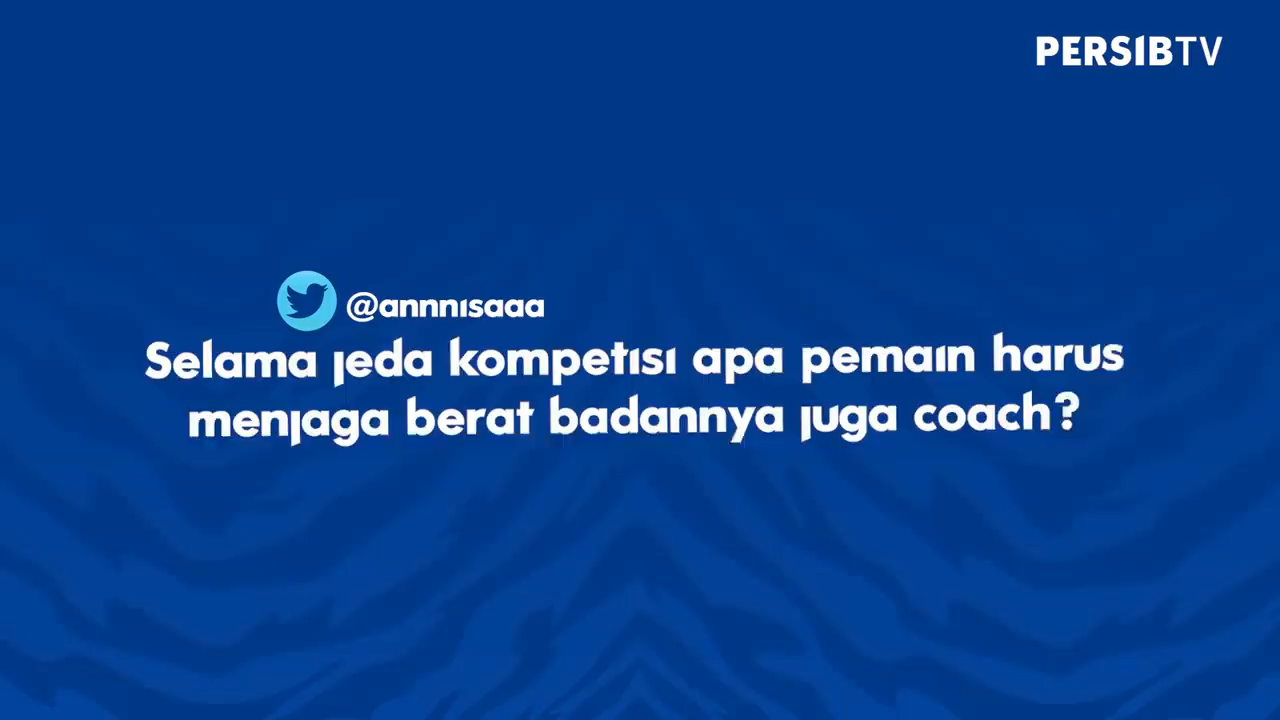 PERSIBTV
@annnisaaa
Selama jeda kompetisi apa pemain harus
menjaga berat badannya juga coach?